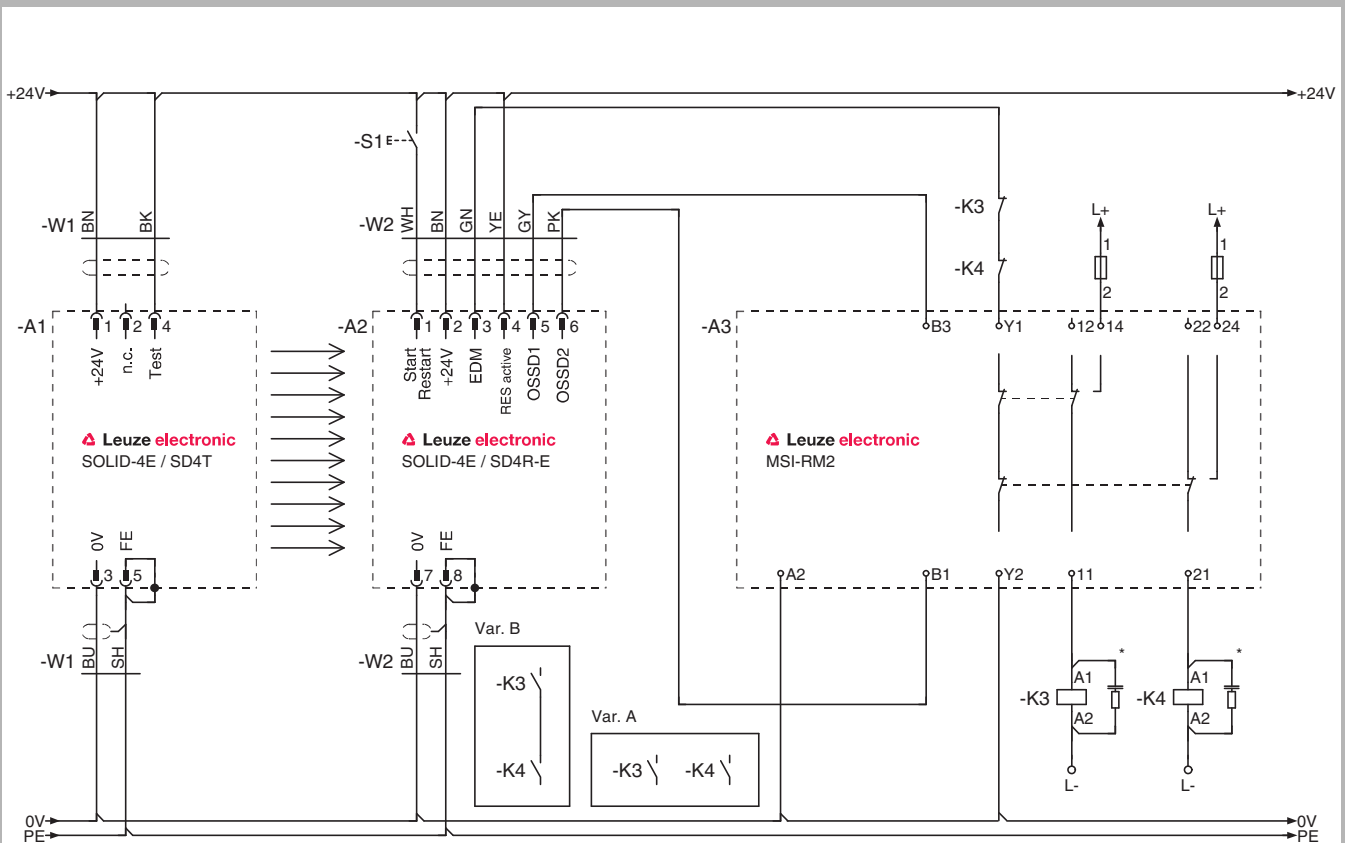 +24V
+24V
-S1
-W1
BN
BK
-W2
WH
BN
GN
YE
GY
PK
-K3
-K4
L+
1
2
L+
1
2
-A1
1
2
4
+24V
n.c.
Test
Leuze electronic
SOLID-4E / SD4T
0V
FE
3
5
-A2
1
2
3
4
5
6
Start
Restart
+24V
EDM
RES active
OSSD1
OSSD2
Leuze electronic
SOLID-4E / SD4R-E
0V
FE
7
8
-A3
B3
Y1
12
14
22
24
Leuze electronic
MSI-RM2
A2
B1
Y2
11
21
-W1
BU
SH
-W2
BU
SH
Var. B
-K3
-K4
Var. A
-K3
-K4
-K3
A1
A2
*
L-
-K4
A1
A2
*
L-
0V
0V
PE
PE